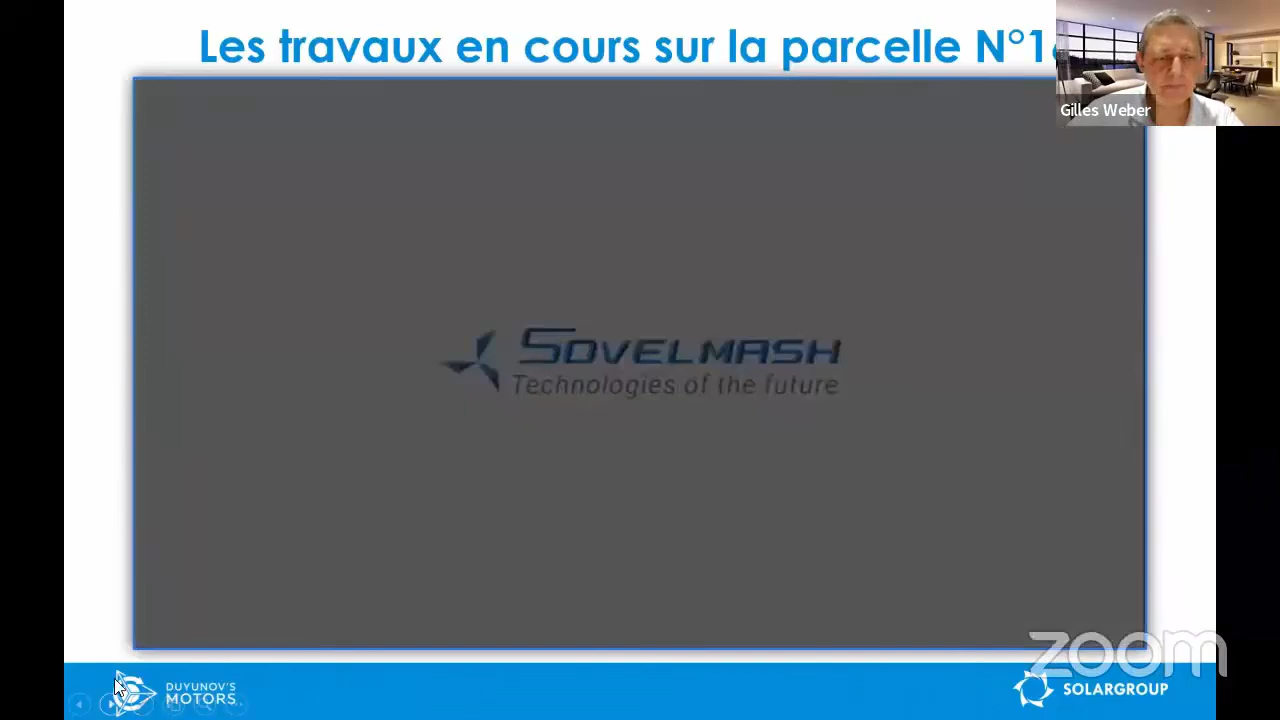 Les travaux en cours sur la parcelle N°1
Gilles Weber
SOVELMASH
Technologies of the future
zoom
DUYUNOV'S
MOTORS
SOLARGROUP